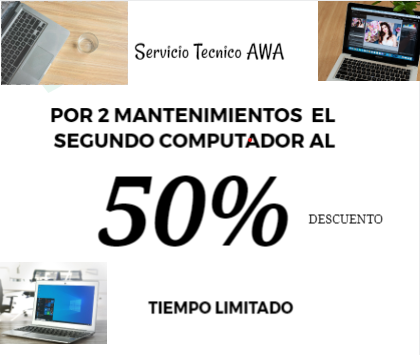 Servicio Tecnico AWA
POR 2 MANTENIMIENTOS EL
SEGUNDO COMPUTADOR AL
50%
DESCUENTO
TIEMPO LIMITADO